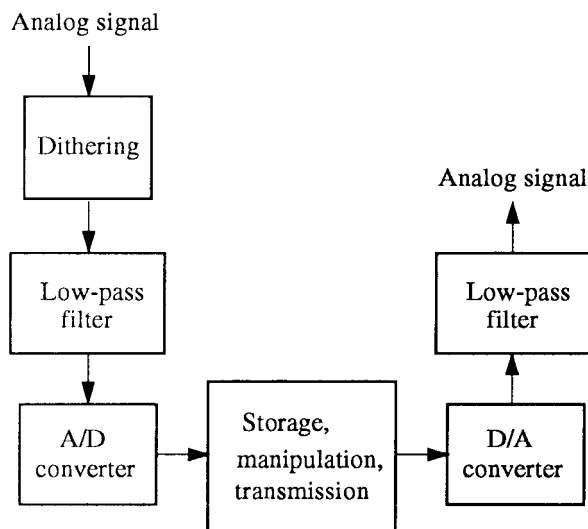 Analog signal
Dithering
Low-pass
filter
A/D
converter
Storage,
manipulation,
transmission
D/A
converter
Low-pass
filter
Analog signal